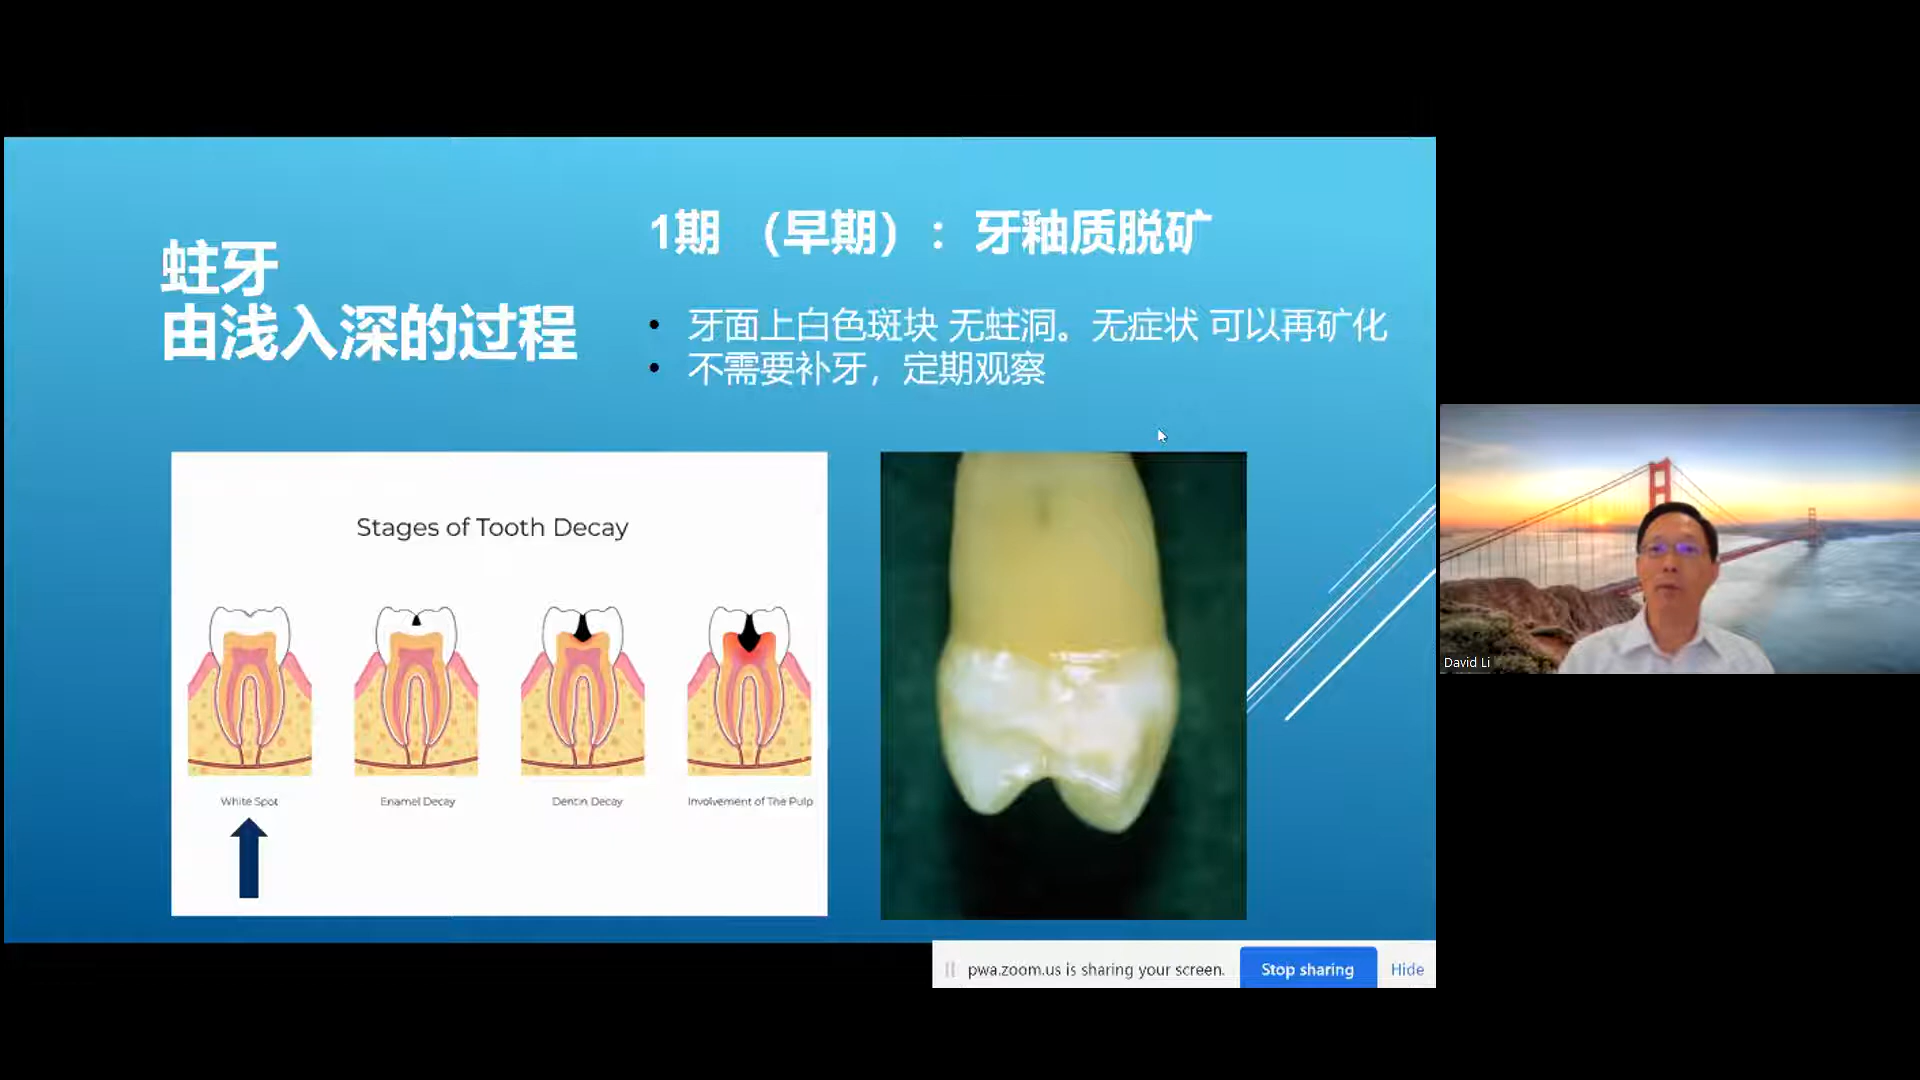 蛀牙
由浅入深的过程
1期 （早期）：牙釉质脱矿
• 牙面上白色斑块 无蛀洞。无症状 可以再矿化
• 不需要补牙，定期观察
Stages of Tooth Decay
White Spot
Enamel Decay
Dentin Decay
Involvement of The Pulp
David Li
pwa.zoom.us is sharing your screen.
Stop sharing
Hide